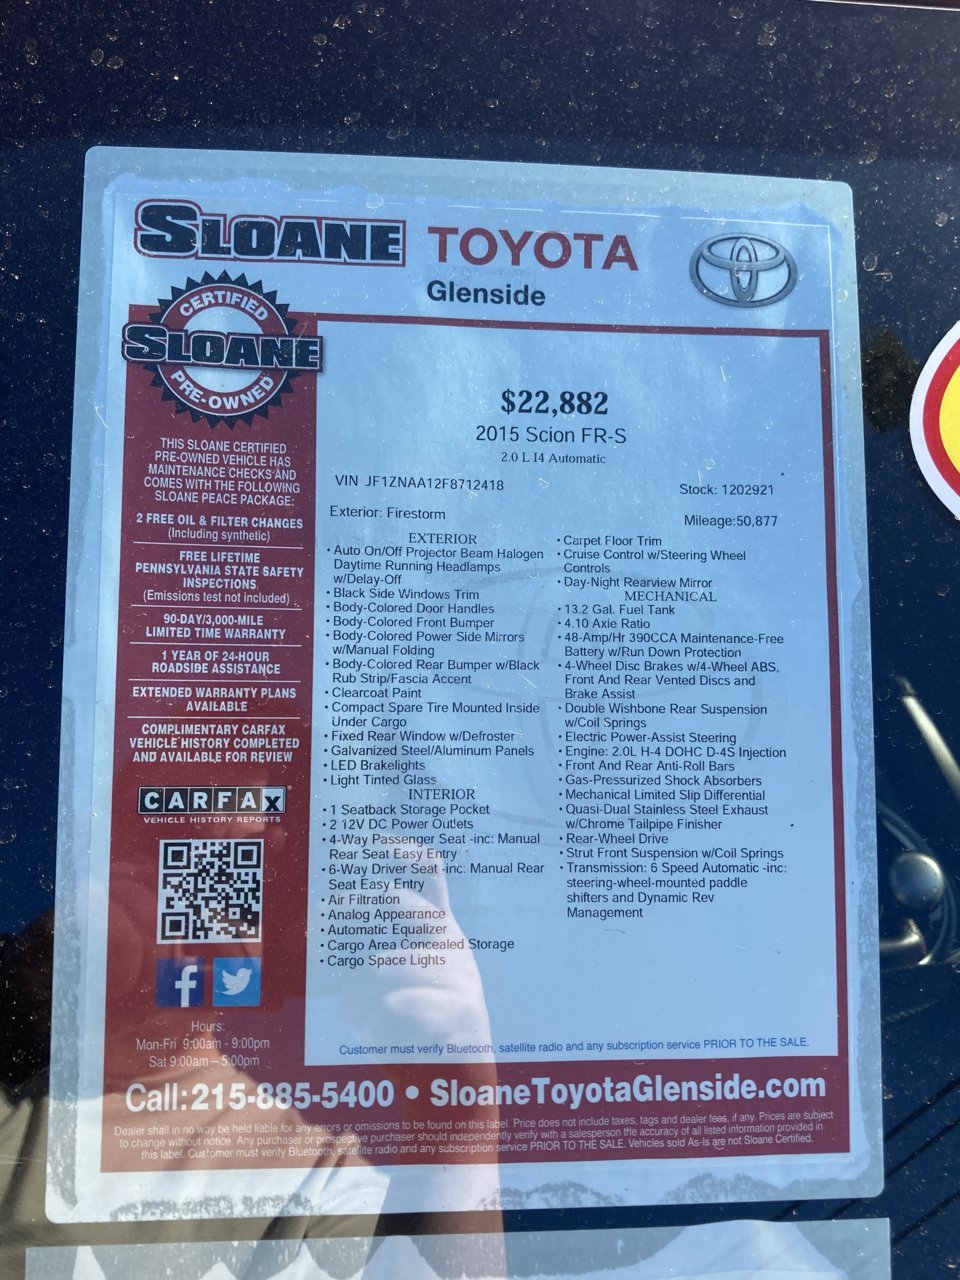 SLOANE TOYOTA
Glenside
CERTIFIED
SLOANE
PRE-OWNED
THIS SLOANE CERTIFIED
PRE-OWNED VEHICLE HAS
MAINTENANCE CHECKS AND
COMES WITH THE FOLLOWING
SLOANE PEACE PACKAGE:
2 FREE OIL & FILTER CHANGES
(Including synthetic)
FREE LIFETIME
PENNSYLVANIA STATE SAFETY
INSPECTIONS
(Emissions test not included)
90-DAY/3,000-MILE
LIMITED TIME WARRANTY
1 YEAR OF 24-HOUR
ROADSIDE ASSISTANCE
EXTENDED WARRANTY PLANS
AVAILABLE
COMPLIMENTARY CARFAX
VEHICLE HISTORY COMPLETED
AND AVAILABLE FOR REVIEW
CARFAX
VEHICLE HISTORY REPORTS
Hours:
Mon-Fri 9:00am - 9:00pm
Sat 9:00am – 5:00pm
$22,882
2015 Scion FR-S
2.0 L I4 Automatic
VIN JF1ZNAA12F8712418
Stock: 1202921
Exterior: Firestorm
Mileage:50,877
EXTERIOR
• Auto On/Off Projector Beam Halogen
Daytime Running Headlamps
w/Delay-Off
• Black Side Windows Trim
• Body-Colored Door Handles
• Body-Colored Front Bumper
• Body-Colored Power Side Mirrors
w/Manual Folding
• Body-Colored Rear Bumper w/Black
Rub Strip/Fascia Accent
• Clearcoat Paint
• Compact Spare Tire Mounted Inside
Under Cargo
• Fixed Rear Window w/Defroster
• Galvanized Steel/Aluminum Panels
• LED Brakelights
• Light Tinted Glass
INTERIOR
• 1 Seatback Storage Pocket
• 2 12V DC Power Outlets
• 4-Way Passenger Seat -inc: Manual
Rear Seat Easy Entry
• 6-Way Driver Seat -inc: Manual Rear
Seat Easy Entry
• Air Filtration
• Analog Appearance
• Automatic Equalizer
• Cargo Area Concealed Storage
• Cargo Space Lights
• Carpet Floor Trim
• Cruise Control w/Steering Wheel
Controls
• Day-Night Rearview Mirror
MECHANICAL
• 13.2 Gal. Fuel Tank
• 4.10 Axle Ratio
• 48-Amp/Hr 390CCA Maintenance-Free
Battery w/Run Down Protection
• 4-Wheel Disc Brakes w/4-Wheel ABS,
Front And Rear Vented Discs and
Brake Assist
• Double Wishbone Rear Suspension
w/Coil Springs
• Electric Power-Assist Steering
• Engine: 2.0L H-4 DOHC D-4S Injection
• Front And Rear Anti-Roll Bars
• Gas-Pressurized Shock Absorbers
• Mechanical Limited Slip Differential
• Quasi-Dual Stainless Steel Exhaust
w/Chrome Tailpipe Finisher
• Rear-Wheel Drive
• Strut Front Suspension w/Coil Springs
• Transmission: 6 Speed Automatic -inc:
steering-wheel-mounted paddle
shifters and Dynamic Rev
Management
Customer must verify Bluetooth, satellite radio and any subscription service PRIOR TO THE SALE.
Call:215-885-5400 • SloaneToyotaGlenside.com
Dealer shall in no way be held liable for any errors or omissions to be found on this label. Price does not include taxes, tags and dealer fees, if any. Prices are subject
to change without notice. Any purchaser or prospective purchaser should independently verify with a salesperson the accuracy of all listed information provided in
this label. Customer must verify Bluetooth, satellite radio and any subscription service PRIOR TO THE SALE. Vehicles sold As-Is are not Sloane Certified.